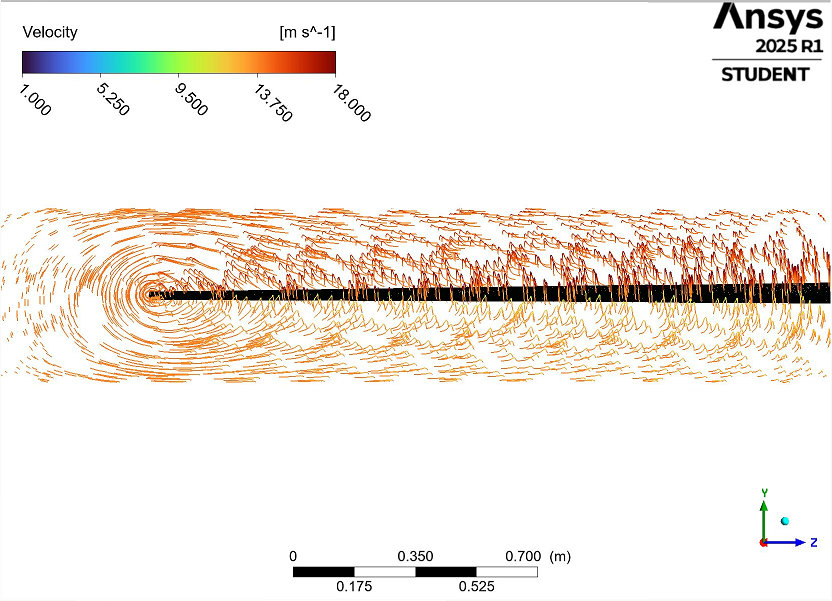 Velocity [m s^-1]
1.000 5.250 9.500 13.750 18.000
Ansys
2025 R1
STUDENT
Y
Z
0 0.350 0.700 (m)
0.175 0.525